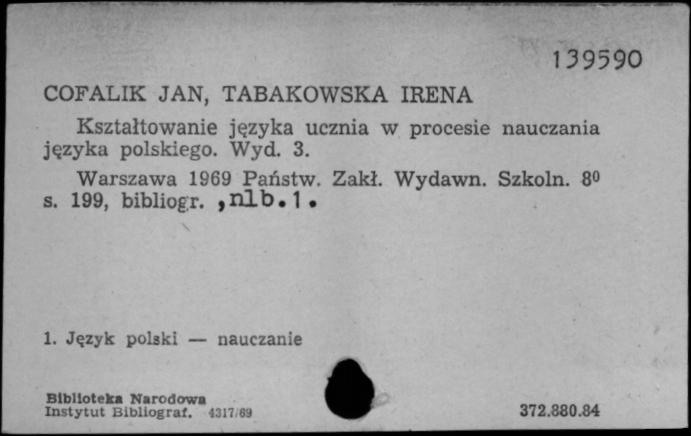 139590
COFALIK JAN, TABAKOWSKA IRENA
Kształtowanie języka ucznia w procesie nauczania
języka polskiego. Wyd. 3.
Warszawa 1969 Państw. Zakł. Wydawn. Szkoln. 8⁰
s. 199, bibliogr. ,nlb.1.
1. Język polski — nauczanie
Biblioteka Narodowa
Instytut Bibliograf. 4317/69
372.880.84